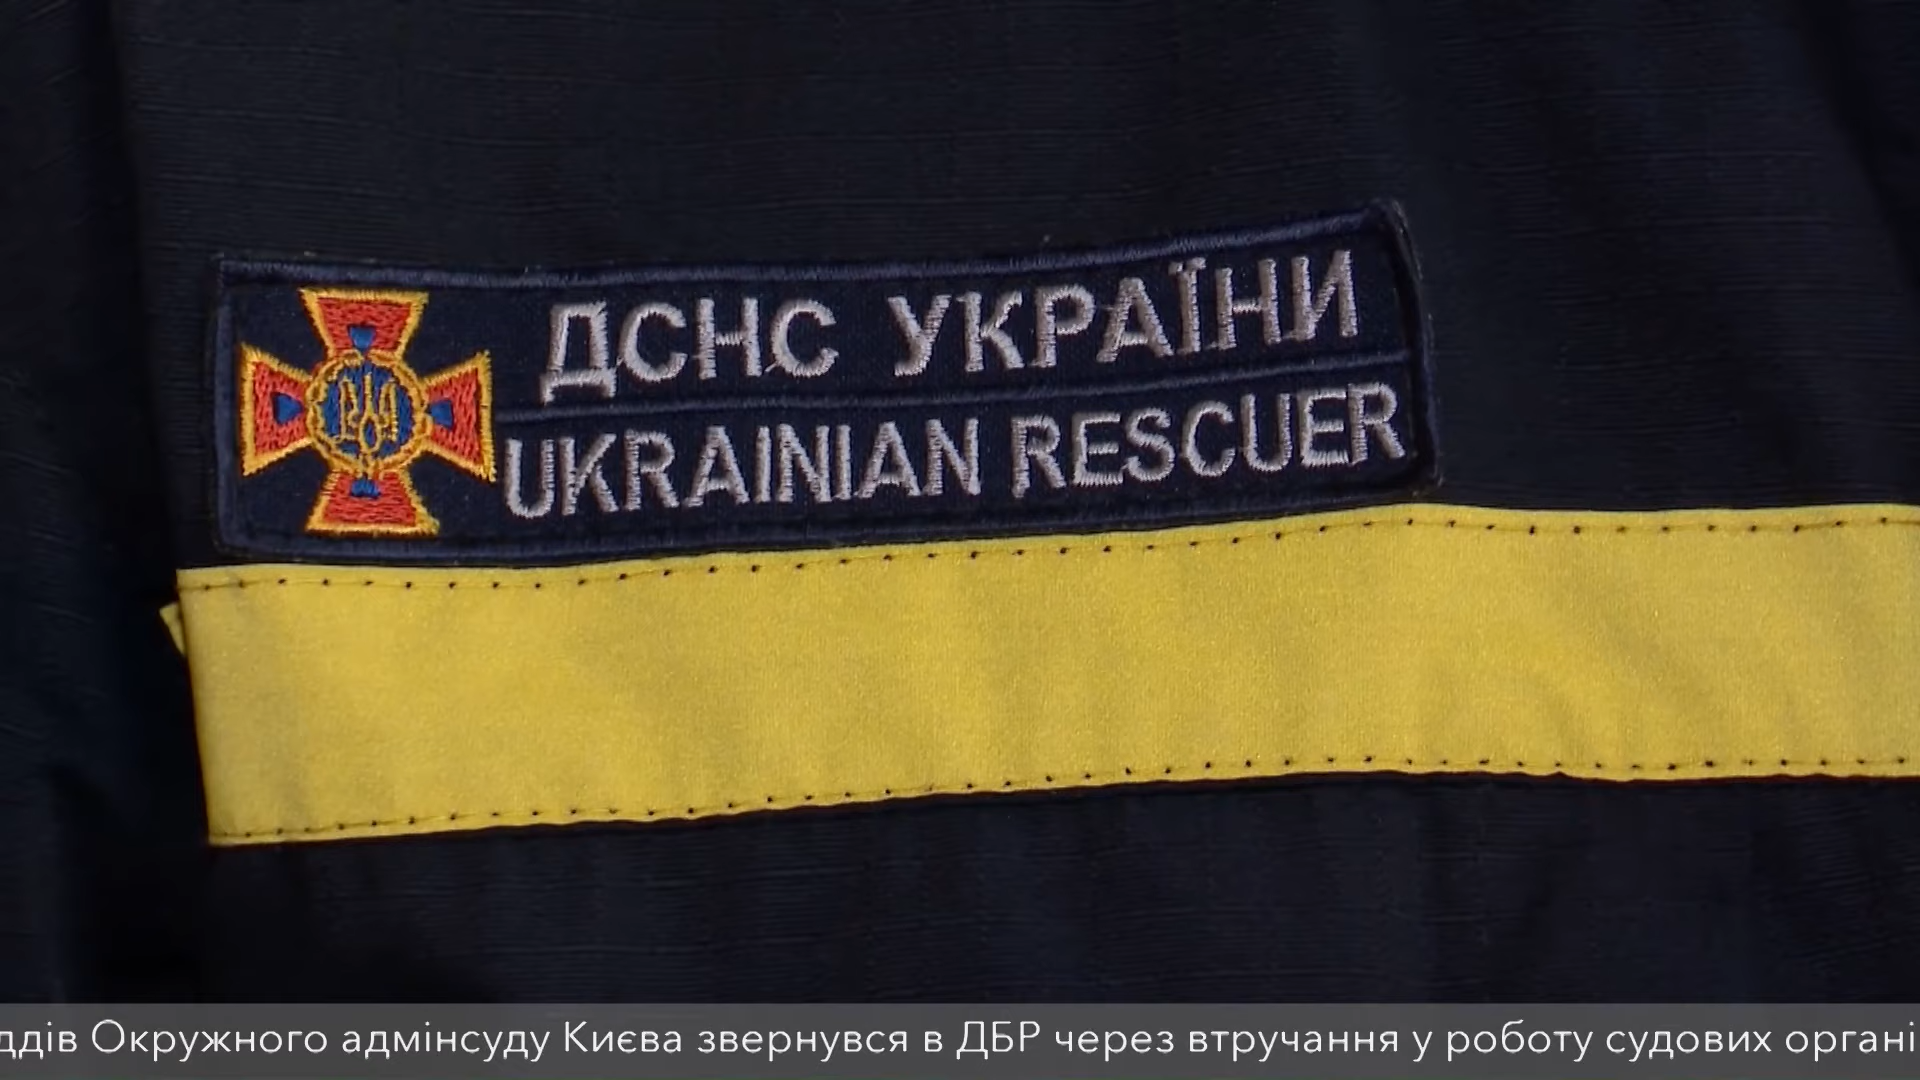 ДСНС УКРАЇНИ
UKRAINIAN RESCUER
ддів Окружного адмінсуду Києва звернувся в ДБР через втручання у роботу судових органі